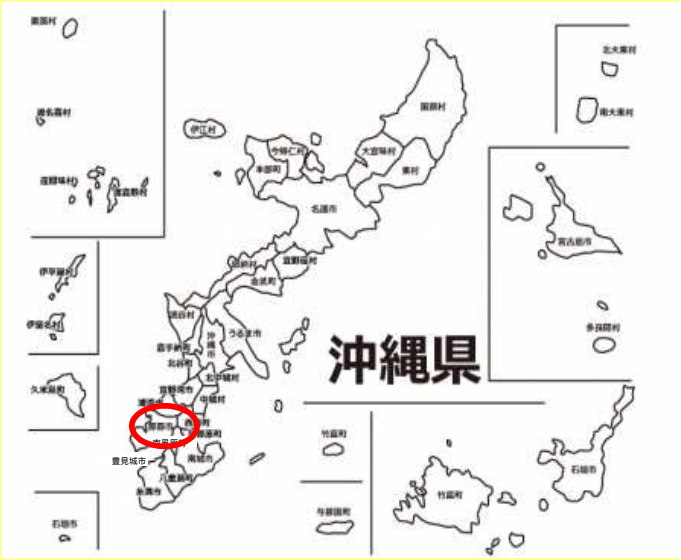 粟国村
渡名喜村
座間味村
渡嘉敷村
伊平屋村
伊是名村
久米島町
石垣市
伊江村
今帰仁村
本部町
国頭村
大宜味村
東村
名護市
恩納村
宜野座村
金武町
読谷村
沖縄市
うるま市
嘉手納町
北谷町
北中城村
宜野湾市
中城村
浦添市
那覇市
南風原町
豊見城市
南城市
八重瀬町
糸満市
沖縄県
北大東村
南大東村
宮古島市
多良間村
竹富町
与那国町
竹富町
石垣市